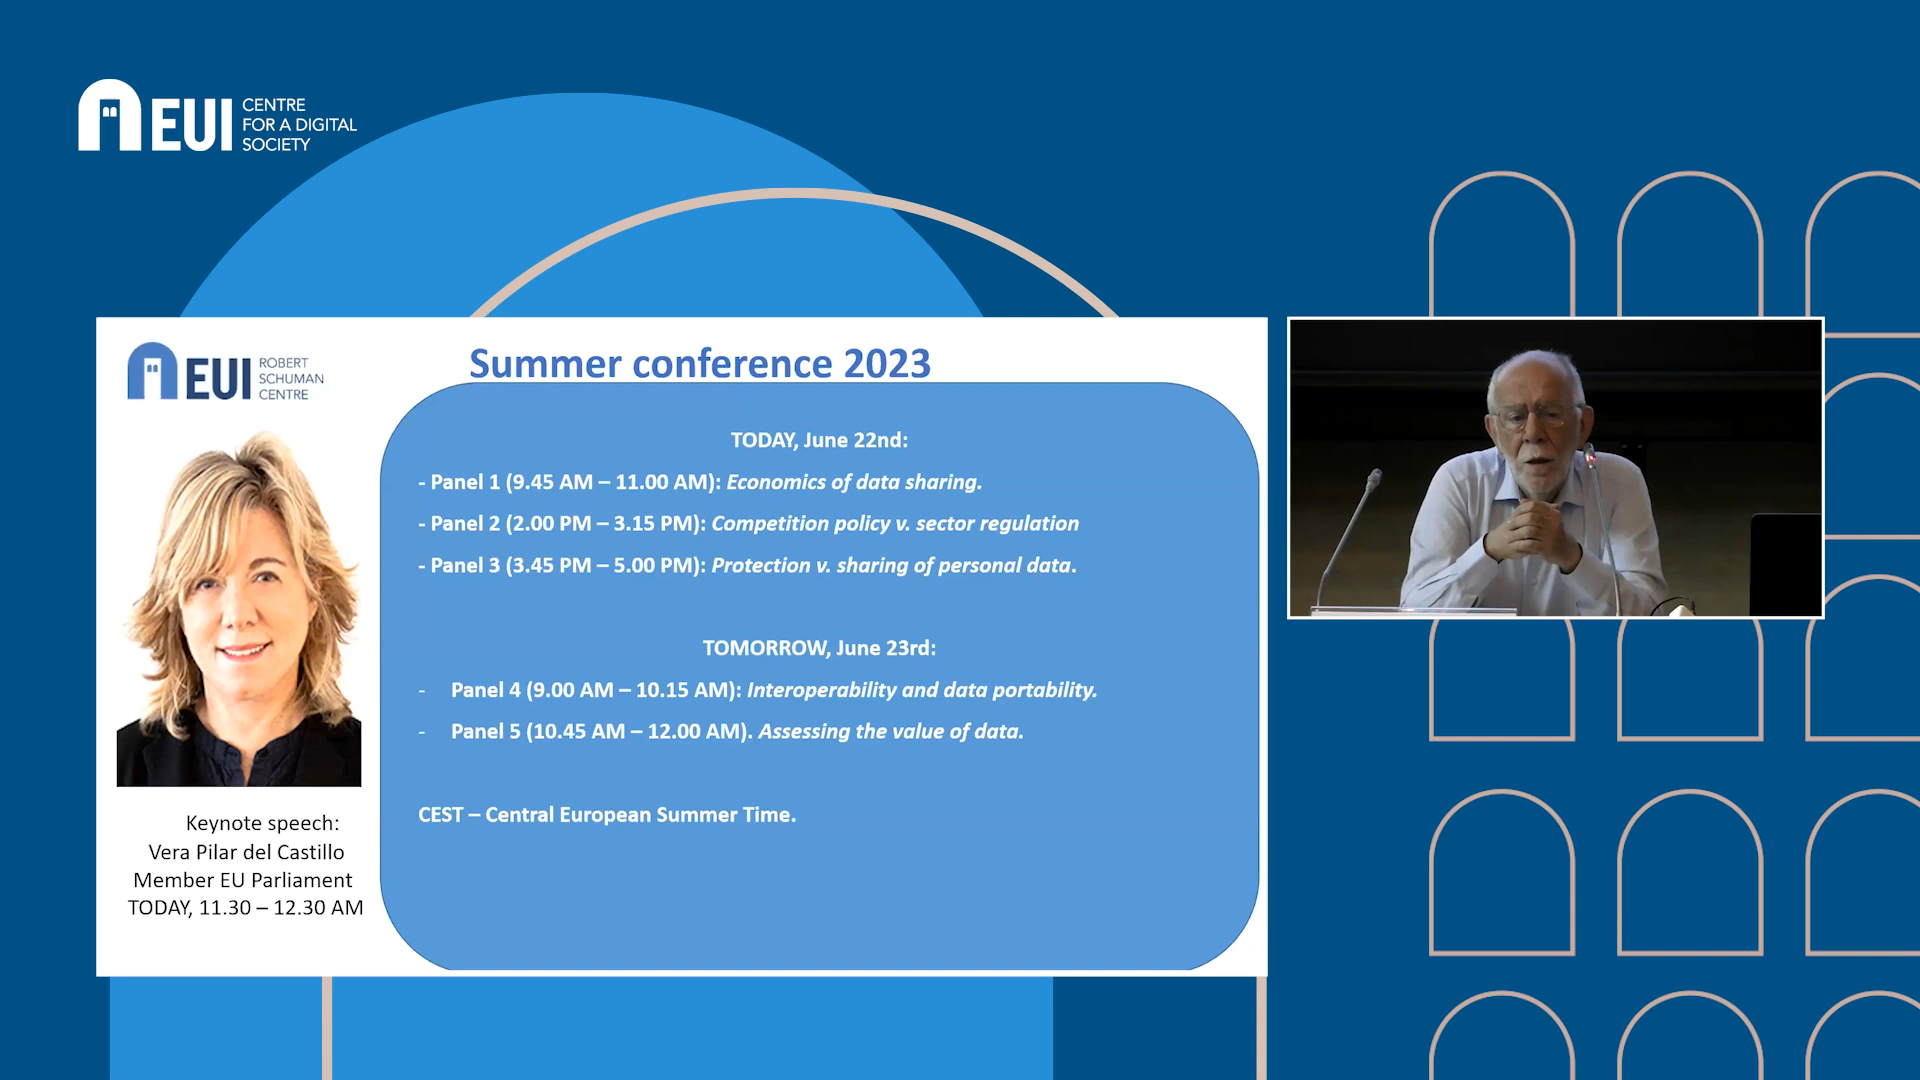 EUI
CENTRE
FOR A DIGITAL
SOCIETY
EUI
ROBERT
SCHUMAN
CENTRE
Summer conference 2023
TODAY, June 22nd:
- Panel 1 (9.45 AM – 11.00 AM): Economics of data sharing.
- Panel 2 (2.00 PM – 3.15 PM): Competition policy v. sector regulation
- Panel 3 (3.45 PM – 5.00 PM): Protection v. sharing of personal data.
TOMORROW, June 23rd:
- Panel 4 (9.00 AM – 10.15 AM): Interoperability and data portability.
- Panel 5 (10.45 AM – 12.00 AM). Assessing the value of data.
CEST – Central European Summer Time.
Keynote speech:
Vera Pilar del Castillo
Member EU Parliament
TODAY, 11.30 – 12.30 AM